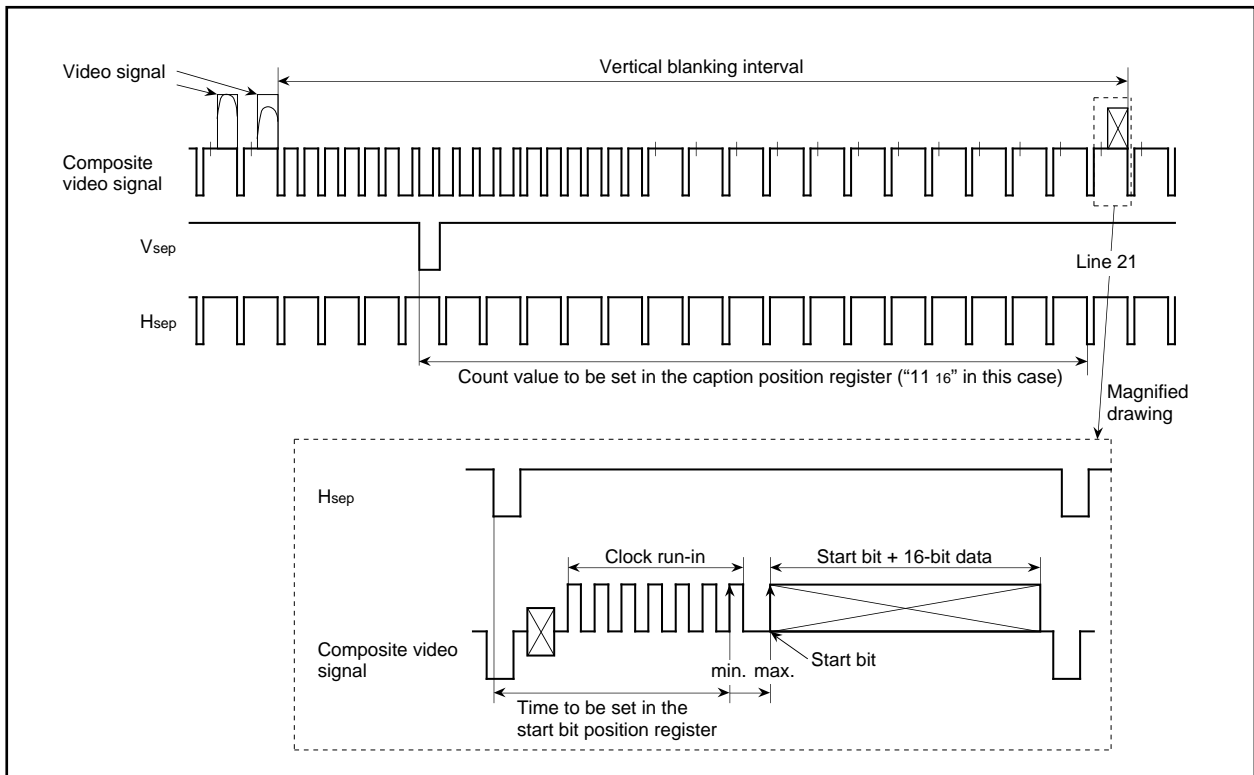 Vertical blanking interval
Video signal
Composite
video signal
Vsep
Line 21
Hsep
Count value to be set in the caption position register (“11 16” in this case)
Magnified
drawing
Hsep
Clock run-in
Start bit + 16-bit data
Composite video
signal
min. max.
Start bit
Time to be set in the
start bit position register